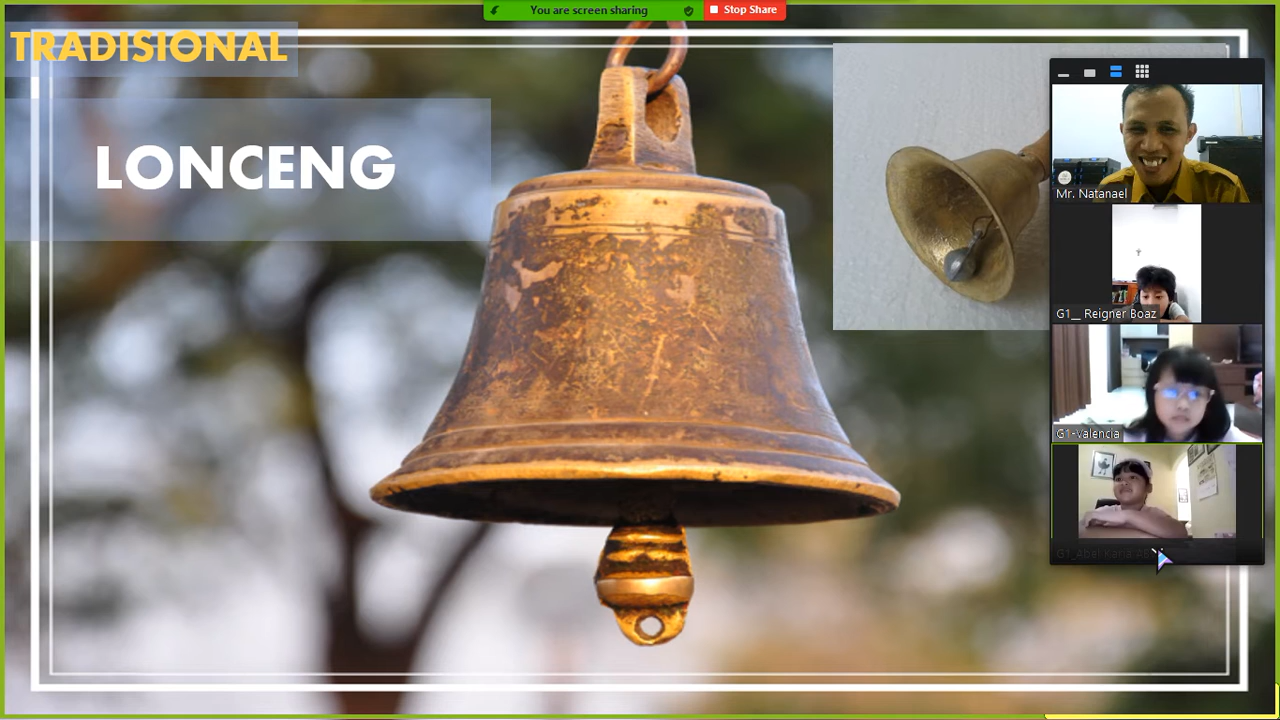 You are screen sharing
Stop Share
TRADISIONAL
LONCENG
Mr. Natanael
G1__ Reigner Boaz
G1-Valencia